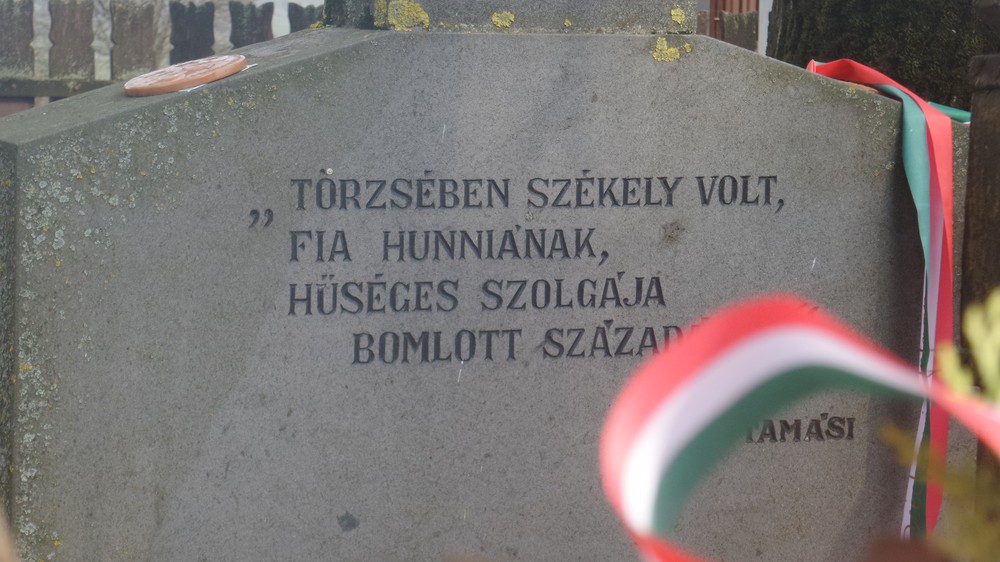 „ TÖRZSÉBEN SZÉKELY VOLT,
FIA HUNNIÁNAK,
HŰSÉGES SZOLGÁJA
BOMLOTT
TAMÁSI